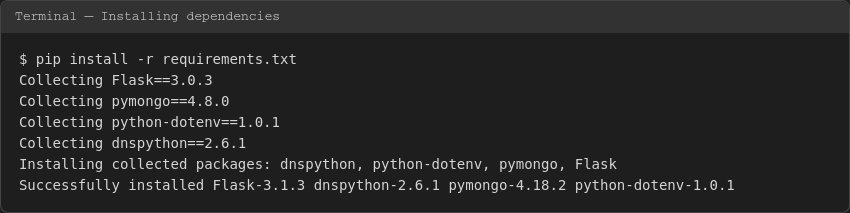 Terminal — Installing dependencies
$ pip install -r requirements.txt
Collecting Flask==3.0.3
Collecting pymongo==4.8.0
Collecting python-dotenv==1.0.1
Collecting dnspython==2.6.1
Installing collected packages: dnspython, python-dotenv, pymongo, Flask
Successfully installed Flask-3.1.3 dnspython-2.6.1 pymongo-4.18.2 python-dotenv-1.0.1